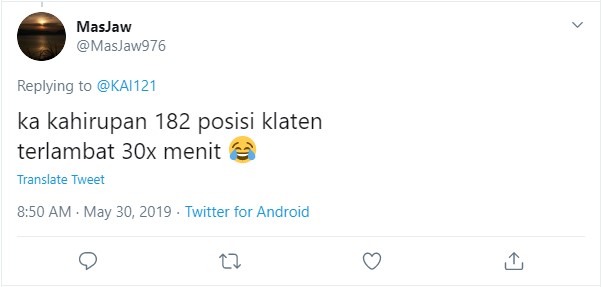 MasJaw
@MasJaw976
Replying to @KAI121
ka kahirupan 182 posisi klaten
terlambat 30x menit 😂
Translate Tweet
8:50 AM · May 30, 2019 · Twitter for Android